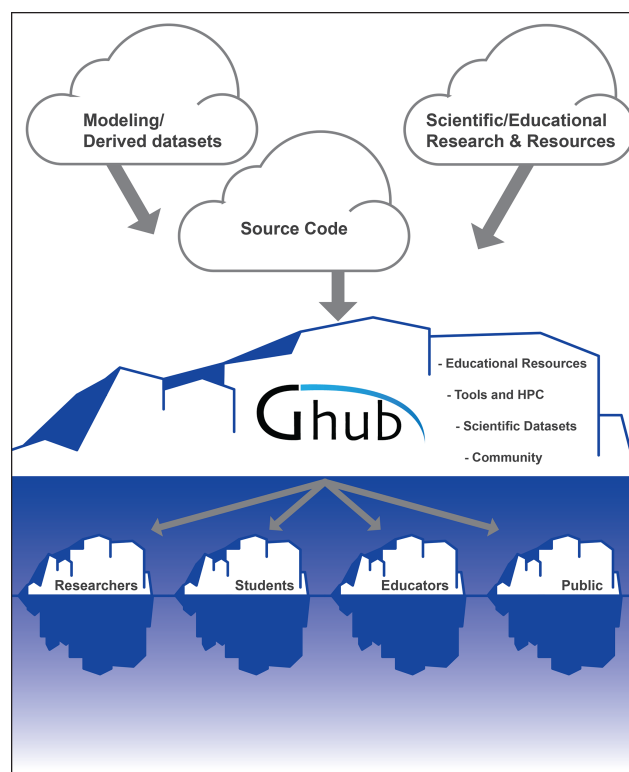 Modeling/
Derived datasets
Scientific/Educational
Research & Resources
Source Code
- Educational Resources
- Tools and HPC
- Scientific Datasets
- Community
Ghub
Researchers
Students
Educators
Public